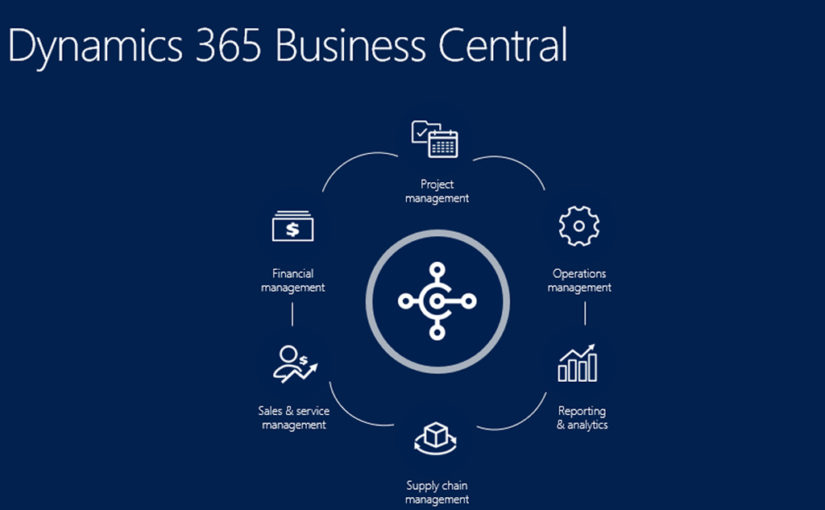 Dynamics 365 Business Central
Project
management
Financial
management
Operations
management
Sales & service
management
Reporting
& analytics
Supply chain
management